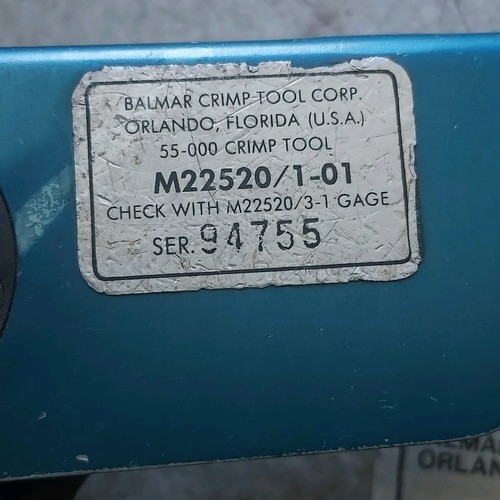 BALMAR CRIMP TOOL CORP.
ORLANDO, FLORIDA (U.S.A.)
55-000 CRIMP TOOL
M22520/1-01
CHECK WITH M22520/3-1 GAGE
SER. 94755
ORLAN